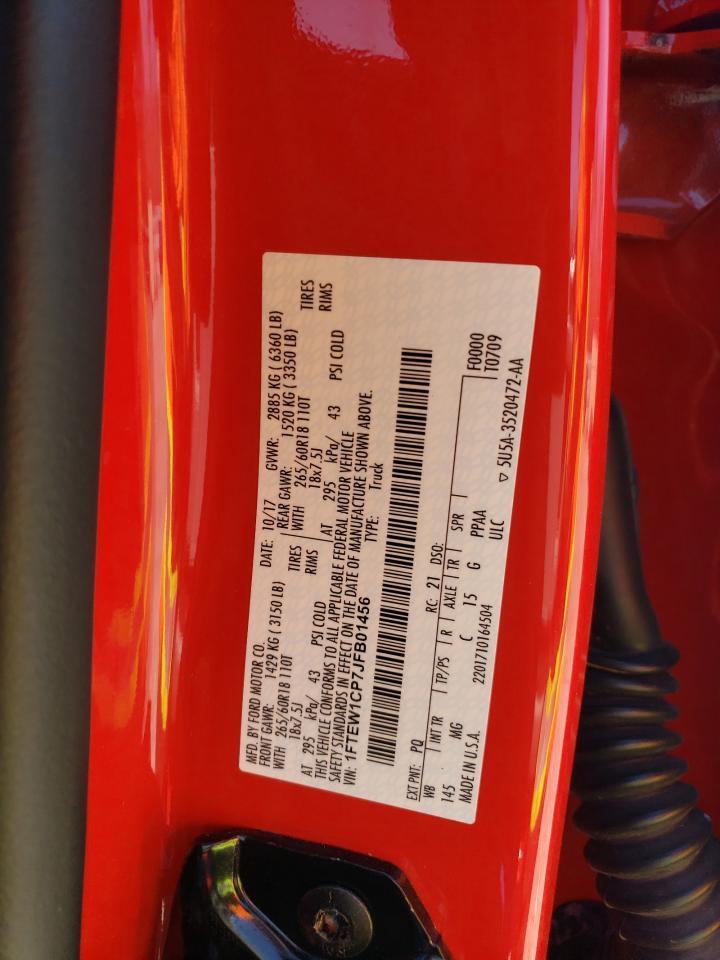 MFD. BY FORD MOTOR CO. DATE: 10/17 GVWR: 2885 KG ( 6360 LB)
FRONT GAWR: 1429 KG ( 3150 LB) REAR GAWR: 1520 KG ( 3350 LB)
WITH 265/60R18 110T TIRES WITH 265/60R18 110T TIRES
18x7.5J RIMS 18x7.5J RIMS
AT 295 kPa/ 43 PSI COLD AT 295 kPa/ 43 PSI COLD
THIS VEHICLE CONFORMS TO ALL APPLICABLE FEDERAL MOTOR VEHICLE
SAFETY STANDARDS IN EFFECT ON THE DATE OF MANUFACTURE SHOWN ABOVE.
VIN: 1FTEW1CP7JFB01456 TYPE: Truck
EXT PNT: PQ RC: 21 DSO:
WB INT TR TP/PS R AXLE TR SPR F0000
145 MG C 15 G PPAA T0709
MADE IN U.S.A. 2201710164504 ULC ▽ 5U5A-3520472-AA